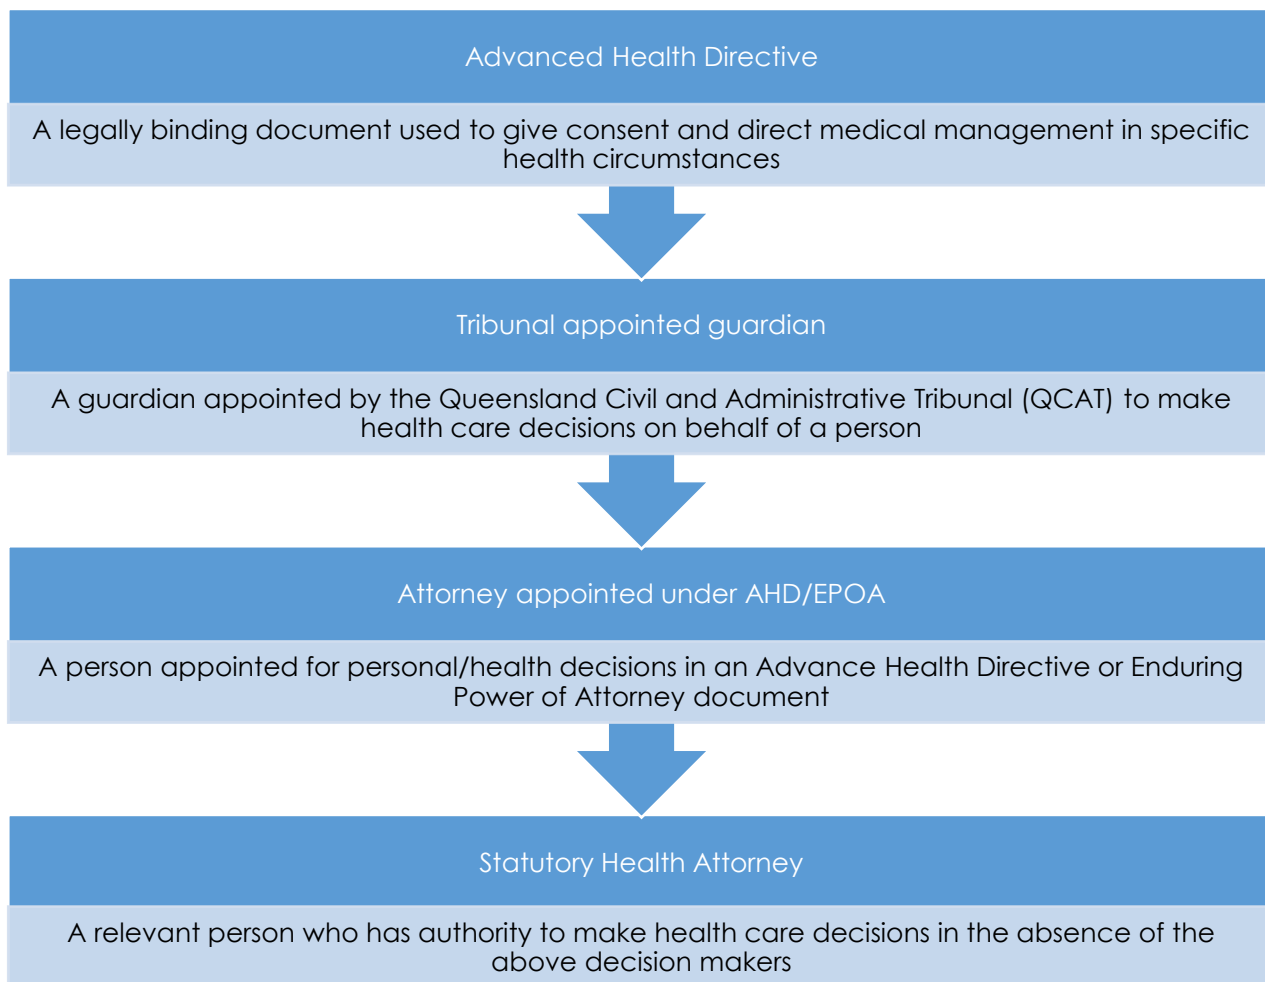 Advanced Health Directive
A legally binding document used to give consent and direct medical management in specific
health circumstances
Tribunal appointed guardian
A guardian appointed by the Queensland Civil and Administrative Tribunal (QCAT) to make
health care decisions on behalf of a person
Attorney appointed under AHD/EPOA
A person appointed for personal/health decisions in an Advance Health Directive or Enduring
Power of Attorney document
Statutory Health Attorney
A relevant person who has authority to make health care decisions in the absence of the
above decision makers